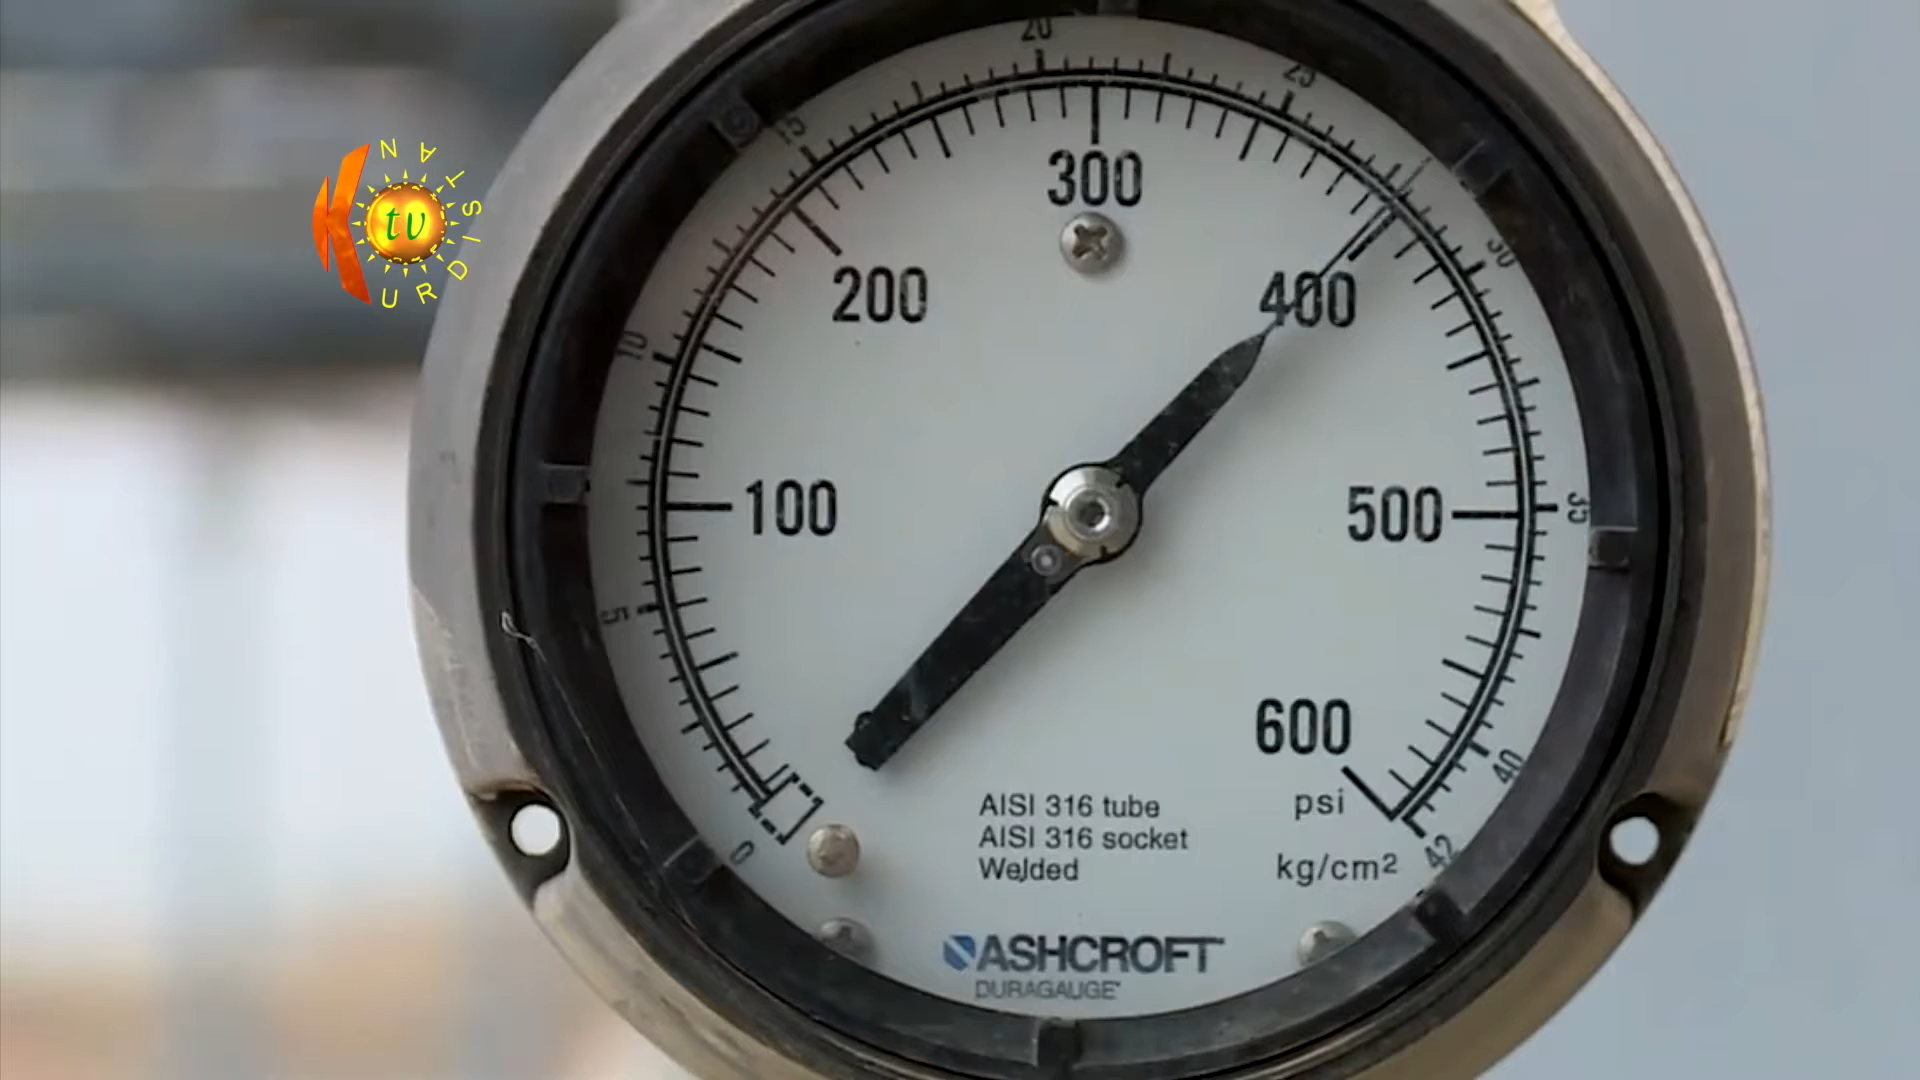 KURDISTAN
tv
0
5
10
15
20
25
30
35
40
42
100
200
300
400
500
600
psi
kg/cm²
AISI 316 tube
AISI 316 socket
Welded
ASHCROFT
DURAGAUGE